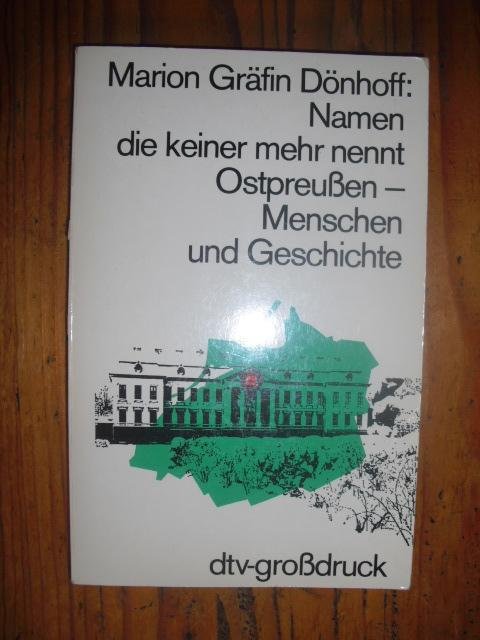 Marion Gräfin Dönhoff:
Namen
die keiner mehr nennt
Ostpreußen –
Menschen
und Geschichte
dtv-großdruck